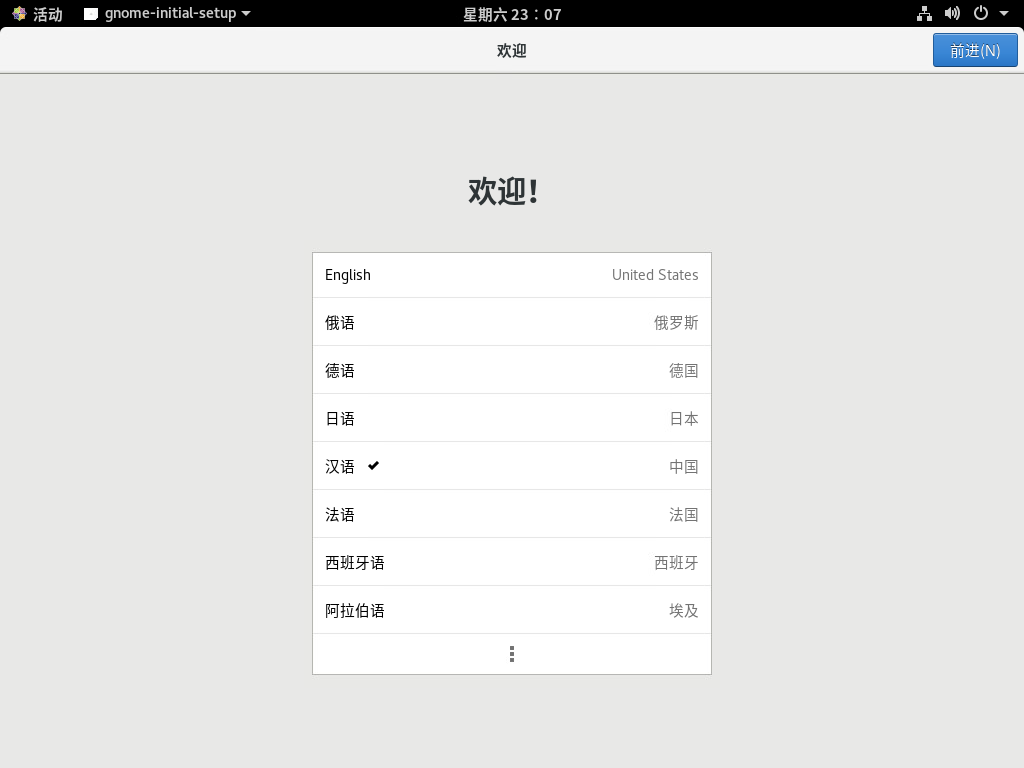 活动 gnome-initial-setup 星期六 23：07
欢迎 前进(N)
欢迎！
English United States
俄语 俄罗斯
德语 德国
日语 日本
汉语 中国
法语 法国
西班牙语 西班牙
阿拉伯语 埃及